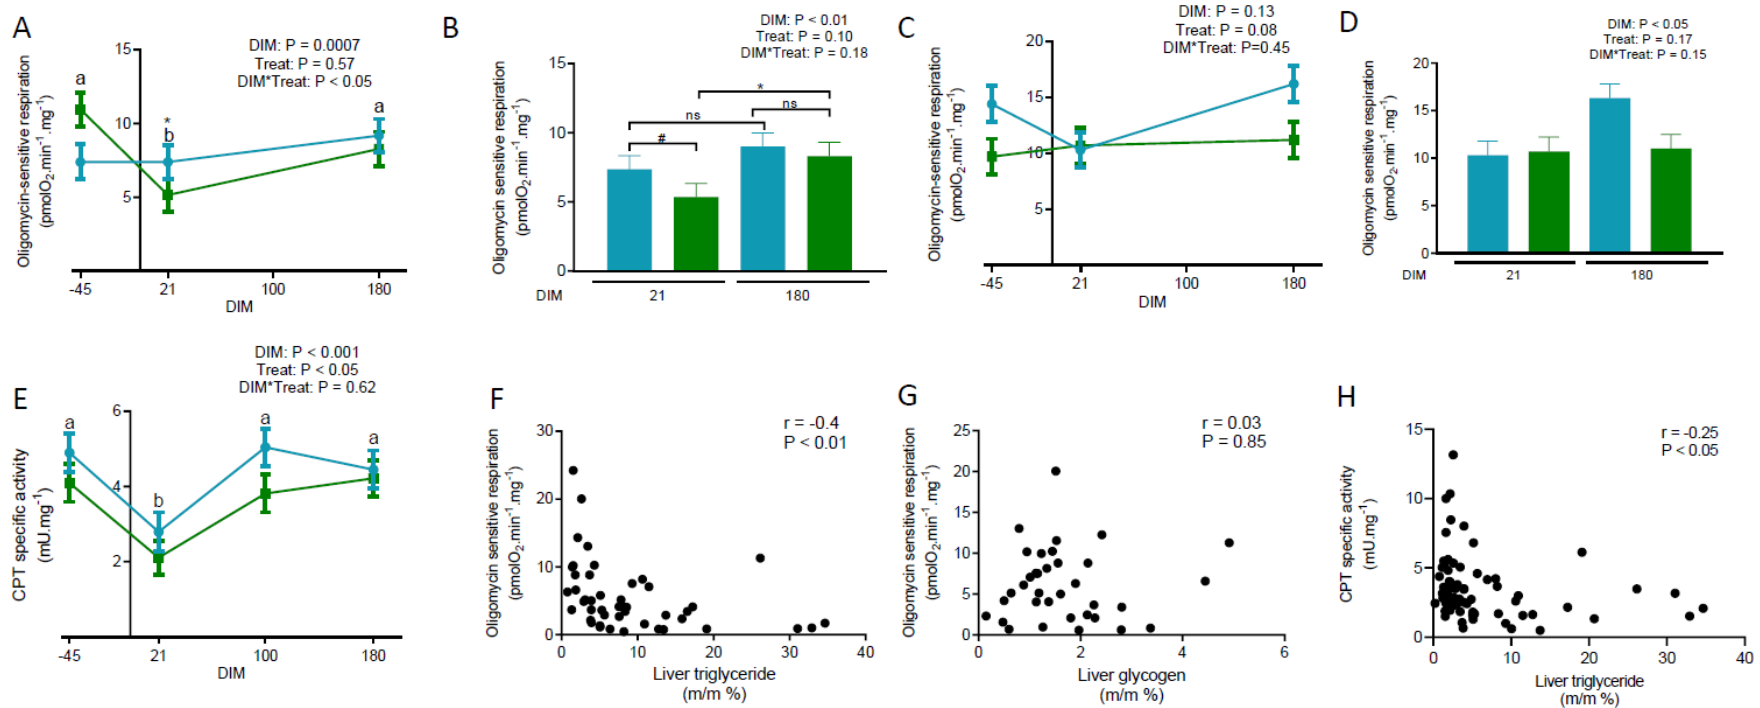 A
DIM: P = 0.0007
Treat: P = 0.57
DIM*Treat: P < 0.05
Oligomycin-sensitive respiration
(pmolO₂.min⁻¹.mg⁻¹)
15
10
5
a
*
b
a
-45
21
100
180
DIM
B
DIM: P < 0.01
Treat: P = 0.10
DIM*Treat: P = 0.18
Oligomycin sensitive respiration
(pmolO₂.min⁻¹.mg⁻¹)
15
10
5
0
*
ns
ns
#
DIM
21
180
C
DIM: P = 0.13
Treat: P = 0.08
DIM*Treat: P=0.45
Oligomycin-sensitive respiration
(pmolO₂.min⁻¹.mg⁻¹)
20
15
10
5
-45
21
100
180
DIM
D
DIM: P < 0.05
Treat: P = 0.17
DIM*Treat: P = 0.15
Oligomycin sensitive respiration
(pmolO₂.min⁻¹.mg⁻¹)
20
15
10
5
0
DIM
21
180
E
DIM: P < 0.001
Treat: P < 0.05
DIM*Treat: P = 0.62
CPT specific activity
(mU.mg⁻¹)
6
4
2
a
b
a
a
-45
21
100
180
DIM
F
r = -0.4
P < 0.01
Oligomycin sensitive respiration
(pmolO₂.min⁻¹.mg⁻¹)
30
20
10
0
0
10
20
30
40
Liver triglyceride
(m/m %)
G
r = 0.03
P = 0.85
Oligomycin sensitive respiration
(pmolO₂.min⁻¹.mg⁻¹)
25
20
15
10
5
0
0
2
4
6
Liver glycogen
(m/m %)
H
r = -0.25
P < 0.05
CPT specific activity
(mU.mg⁻¹)
15
10
5
0
0
10
20
30
40
Liver triglyceride
(m/m %)